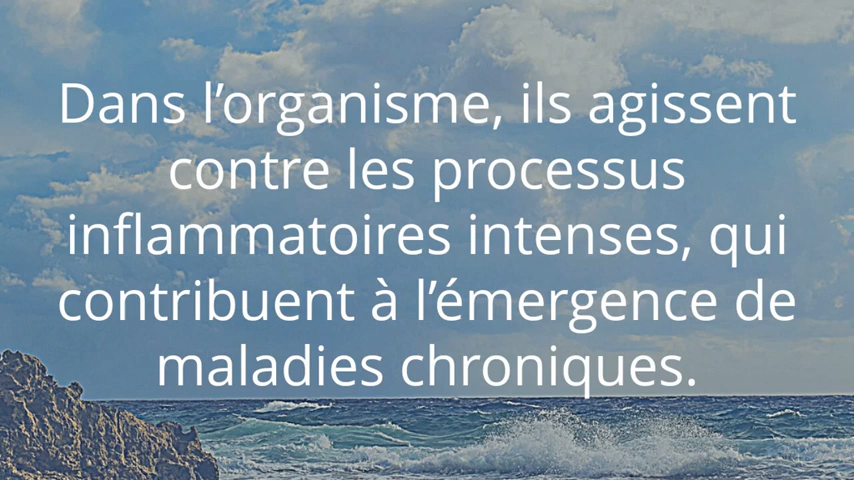 Dans l’organisme, ils agissent
contre les processus
inflammatoires intenses, qui
contribuent à l’émergence de
maladies chroniques.